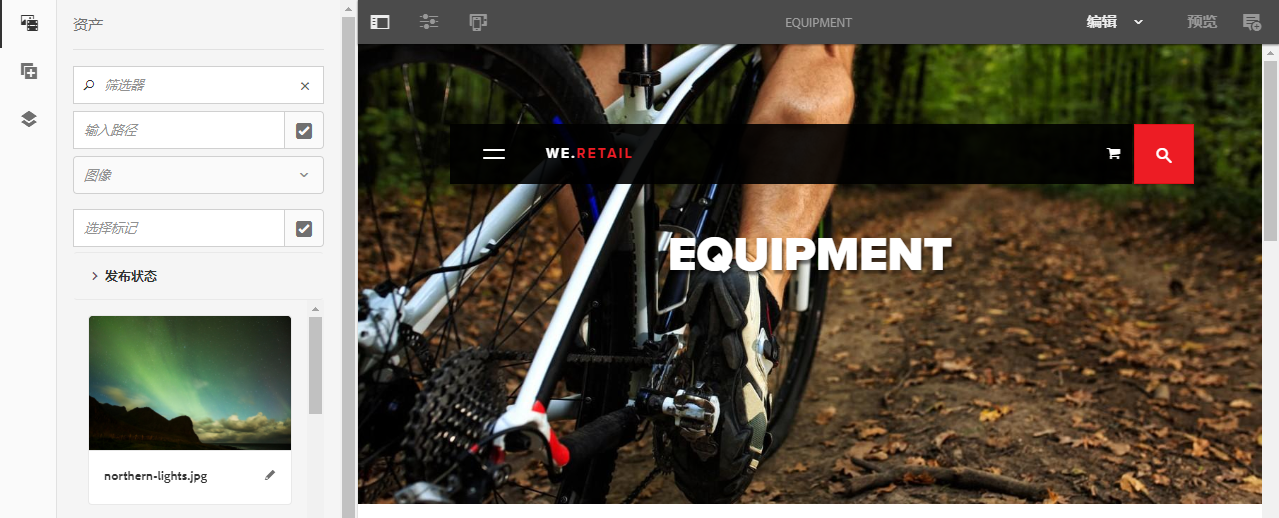 资产
筛选器
输入路径
图像
选择标记
发布状态
northern-lights.jpg
EQUIPMENT
编辑
预览
WE.RETAIL
EQUIPMENT